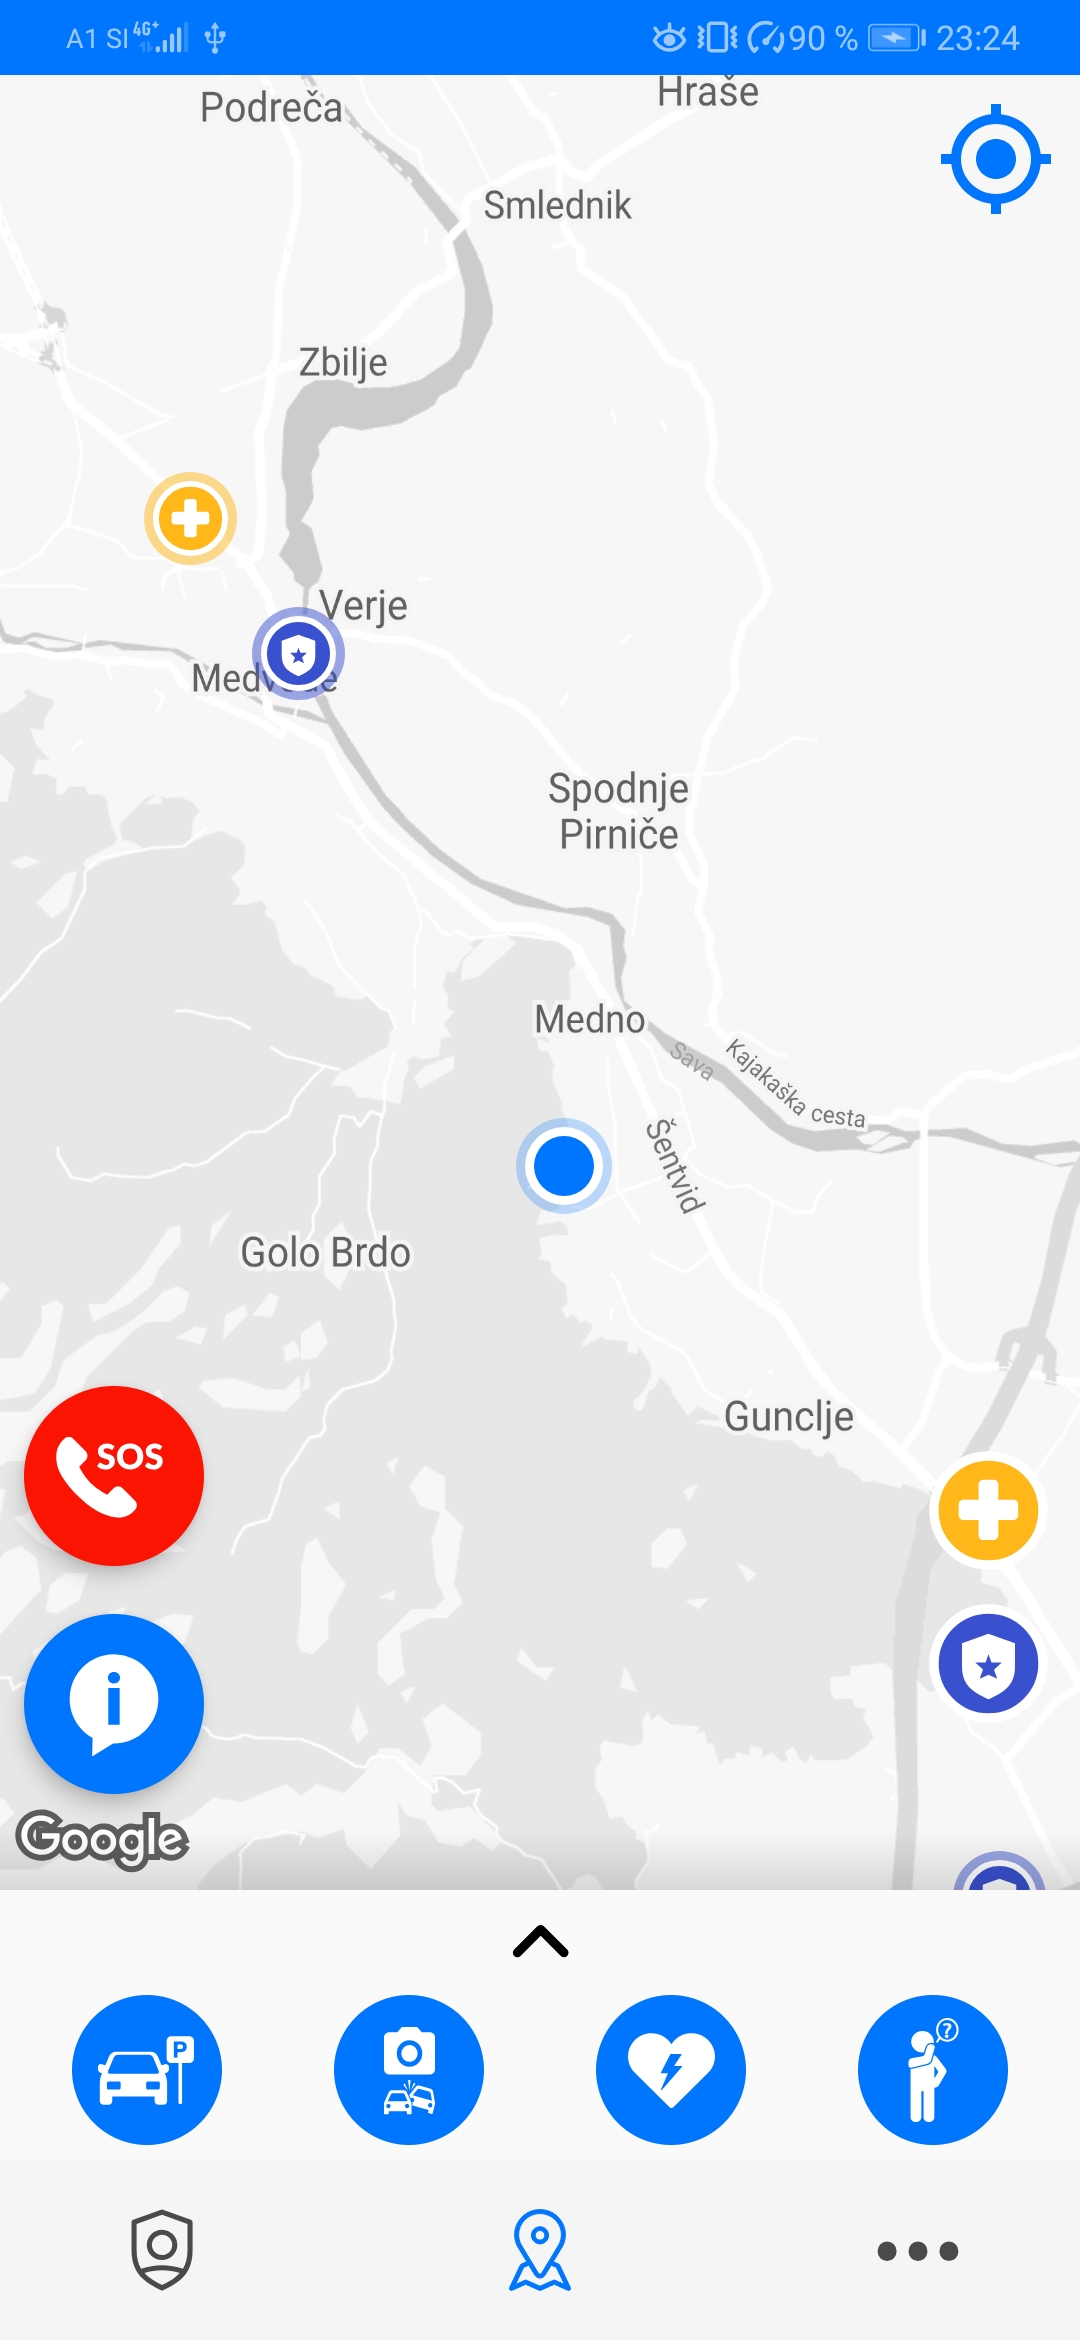 A1 SI 4G+ 90 % 23:24
Podreča
Hraše
Smlednik
Zbilje
Verje
Spodnje
Pirniče
Medno
Sava
Kajakaška cesta
Šentvid
Golo Brdo
Gunclje
SOS
i
Google
P
?